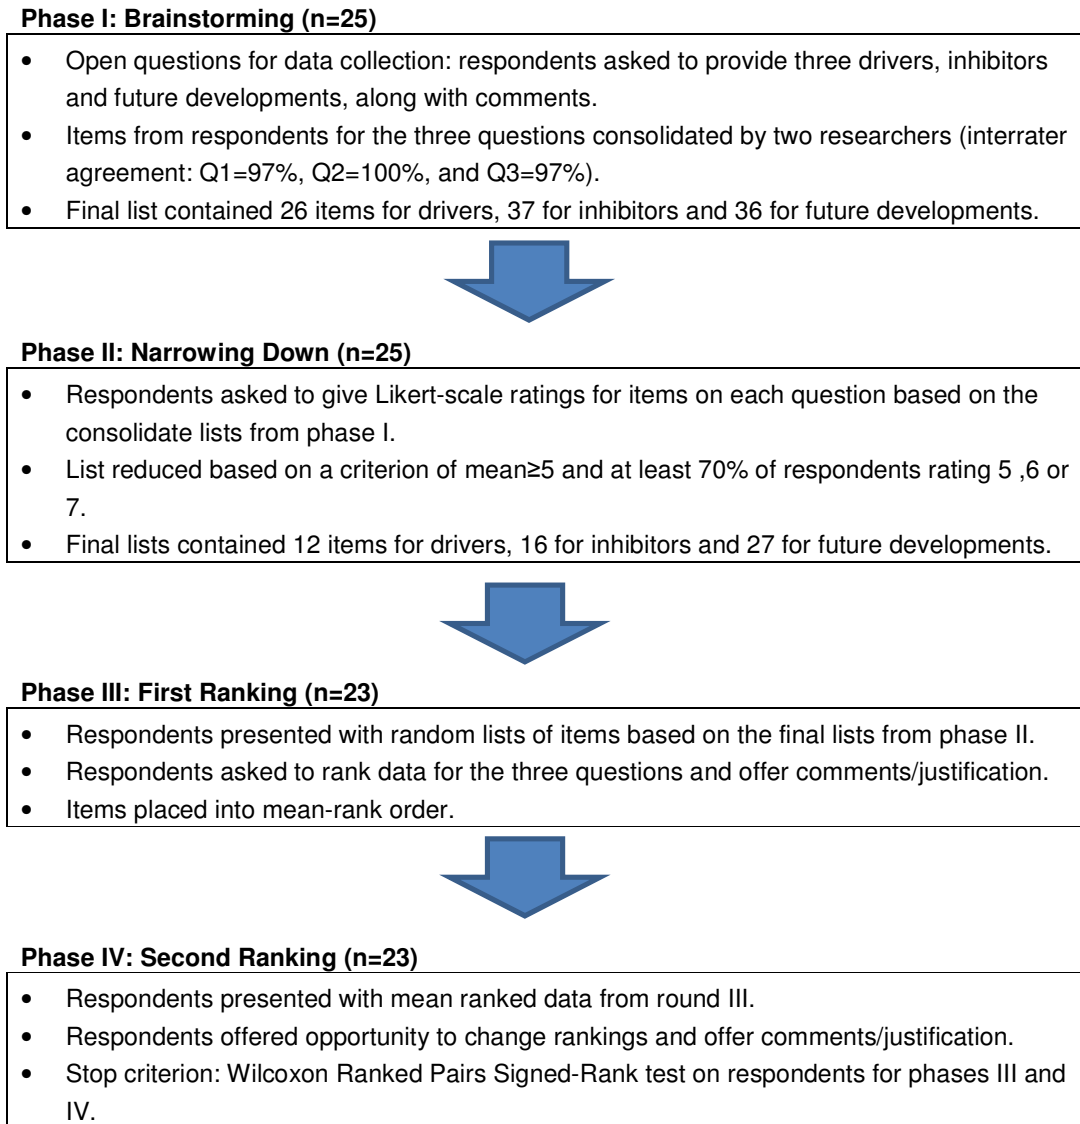 Phase I: Brainstorming (n=25)
• Open questions for data collection: respondents asked to provide three drivers, inhibitors
and future developments, along with comments.
• Items from respondents for the three questions consolidated by two researchers (interrater
agreement: Q1=97%, Q2=100%, and Q3=97%).
• Final list contained 26 items for drivers, 37 for inhibitors and 36 for future developments.
Phase II: Narrowing Down (n=25)
• Respondents asked to give Likert-scale ratings for items on each question based on the
consolidate lists from phase I.
• List reduced based on a criterion of mean≥5 and at least 70% of respondents rating 5 ,6 or
7.
• Final lists contained 12 items for drivers, 16 for inhibitors and 27 for future developments.
Phase III: First Ranking (n=23)
• Respondents presented with random lists of items based on the final lists from phase II.
• Respondents asked to rank data for the three questions and offer comments/justification.
• Items placed into mean-rank order.
Phase IV: Second Ranking (n=23)
• Respondents presented with mean ranked data from round III.
• Respondents offered opportunity to change rankings and offer comments/justification.
• Stop criterion: Wilcoxon Ranked Pairs Signed-Rank test on respondents for phases III and
IV.